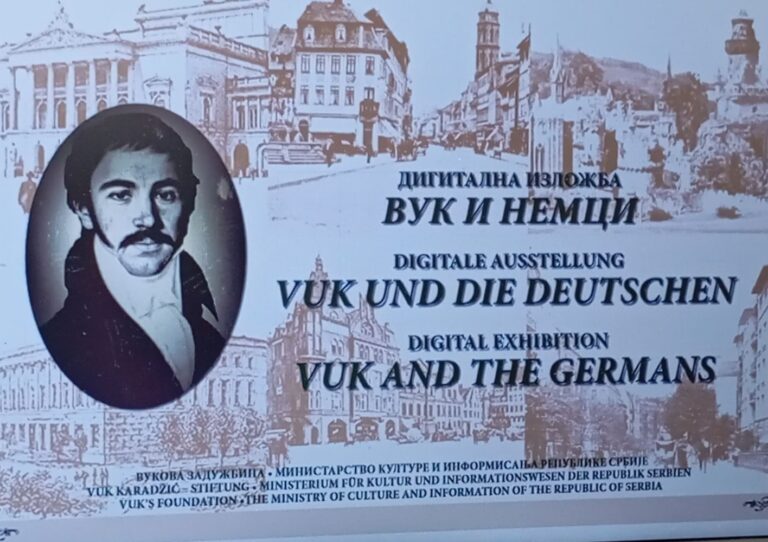 ДИГИТАЛНА ИЗЛОЖБА
ВУК И НЕМЦИ
DIGITALE AUSSTELLUNG
VUK UND DIE DEUTSCHEN
DIGITAL EXHIBITION
VUK AND THE GERMANS
ВУКОВА ЗАДУЖБИНА • МИНИСТАРСТВО КУЛТУРЕ И ИНФОРМИСАЊА РЕПУБЛИКЕ СРБИЈЕ
VUK KARADŽIĆ – STIFTUNG • MINISTERIUM FÜR KULTUR UND INFORMATIONSWESEN DER REPUBLIK SERBIEN
VUK'S FOUNDATION • THE MINISTRY OF CULTURE AND INFORMATION OF THE REPUBLIC OF SERBIA